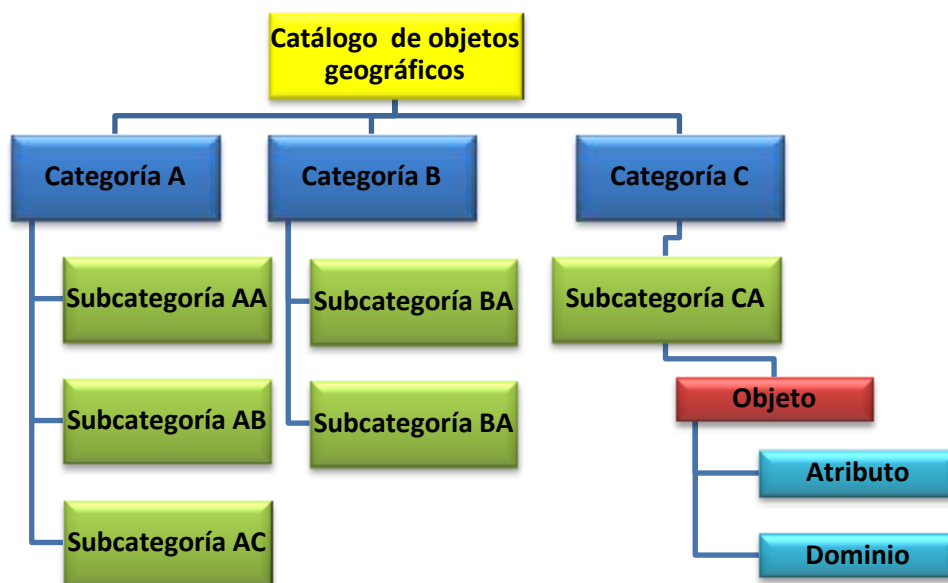 Catálogo de objetos
geográficos
Categoría A
Categoría B
Categoría C
Subcategoría AA
Subcategoría BA
Subcategoría CA
Objeto
Subcategoría AB
Subcategoría BA
Atributo
Subcategoría AC
Dominio